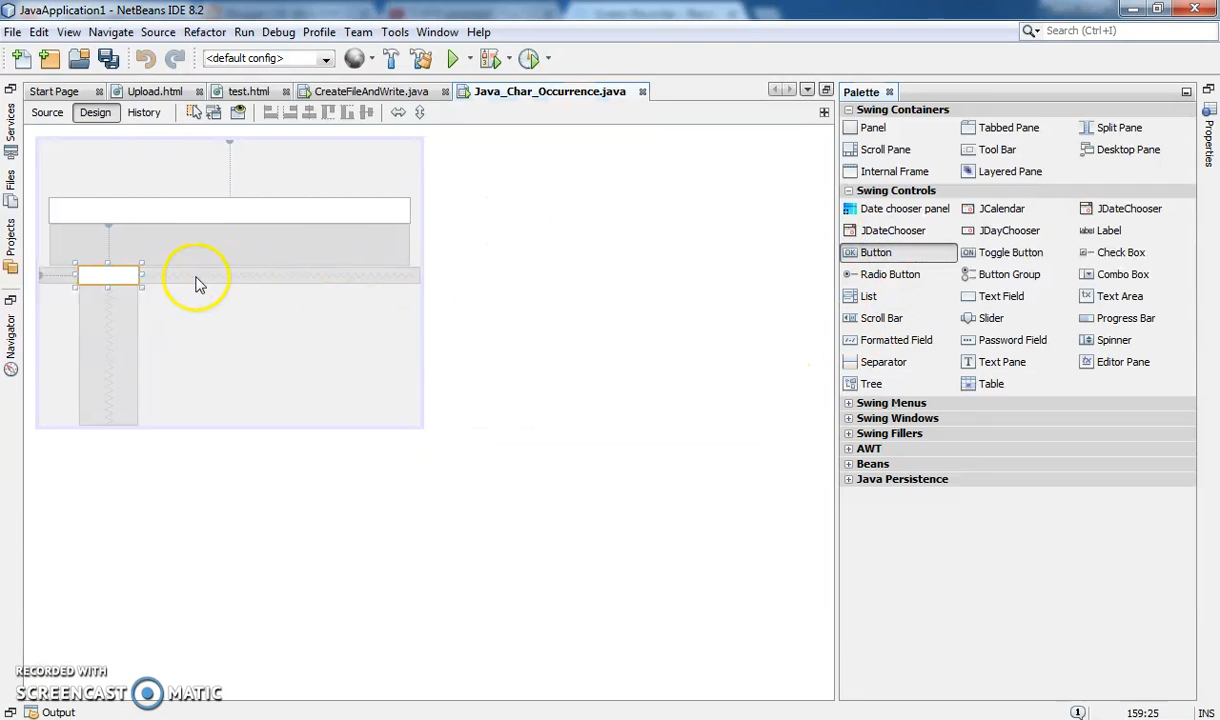 JavaApplication1 - NetBeans IDE 8.2
File Edit View Navigate Source Refactor Run Debug Profile Team Tools Window Help
Search (Ctrl+I)
<default config>
Start Page Upload.html test.html CreateFileAndWrite.java Java_Char_Occurrence.java
Source Design History
Services
Files
Projects
Navigator
Palette
Swing Containers
Panel Tabbed Pane Split Pane
Scroll Pane Tool Bar Desktop Pane
Internal Frame Layered Pane
Swing Controls
Date chooser panel JCalendar JDateChooser
JDateChooser JDayChooser Label
Button Toggle Button Check Box
Radio Button Button Group Combo Box
List Text Field Text Area
Scroll Bar Slider Progress Bar
Formatted Field Password Field Spinner
Separator Text Pane Editor Pane
Tree Table
Swing Menus
Swing Windows
Swing Fillers
AWT
Beans
Java Persistence
Properties
RECORDED WITH
SCREENCAST MATIC
Output
1
159:25
INS